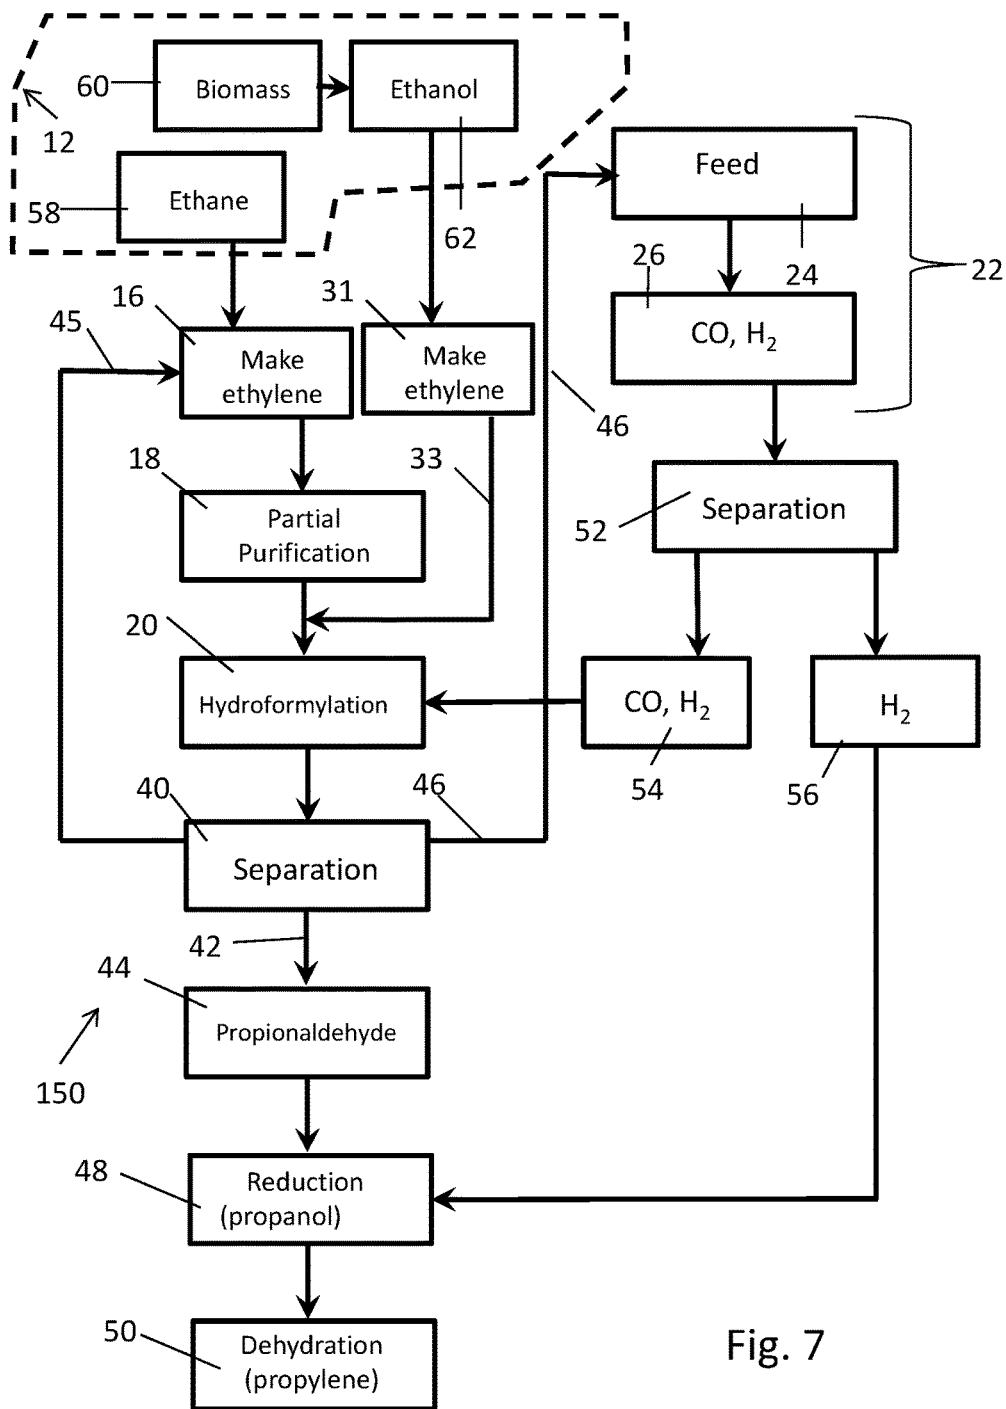 60
Biomass
Ethanol
12
58
Ethane
62
Feed
24
26
CO, H₂
22
45
16
Make
ethylene
31
Make
ethylene
46
18
Partial
Purification
33
52
Separation
20
Hydroformylation
CO, H₂
54
H₂
56
40
Separation
46
42
44
Propionaldehyde
150
48
Reduction
(propanol)
50
Dehydration
(propylene)
Fig. 7